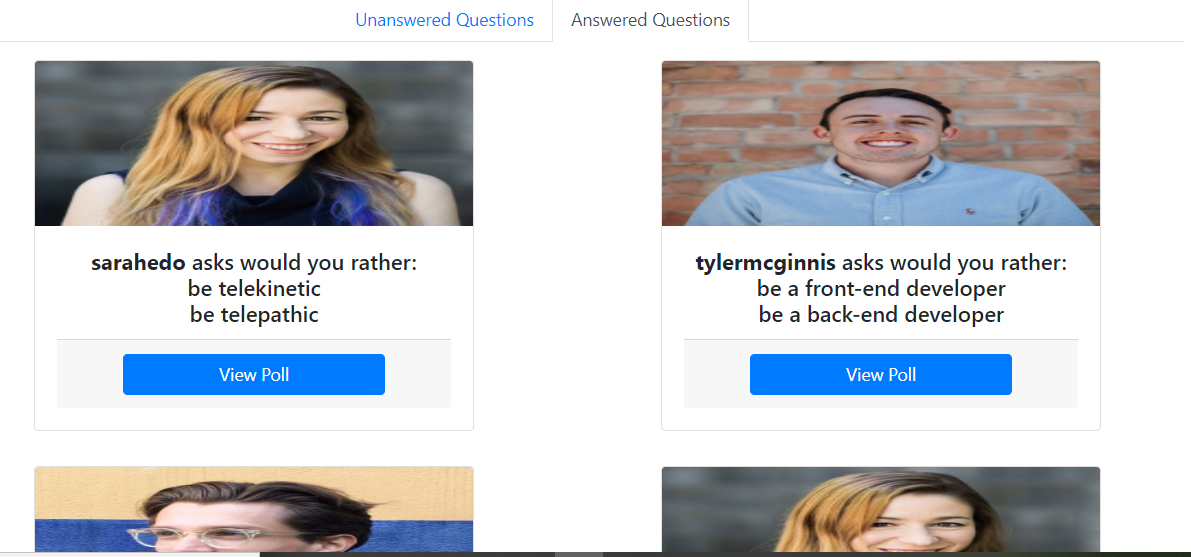 Unanswered Questions
Answered Questions
sarahedo asks would you rather:
be telekinetic
be telepathic
View Poll
tylermcginnis asks would you rather:
be a front-end developer
be a back-end developer
View Poll